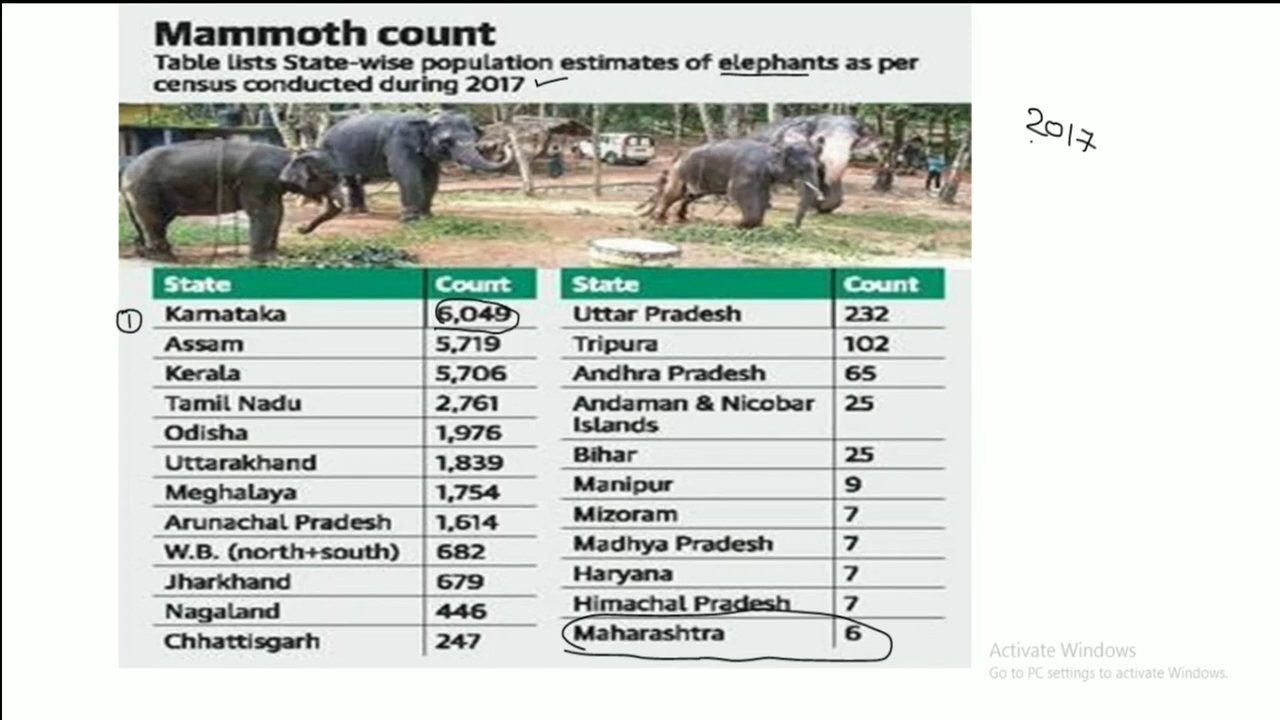 Mammoth count
Table lists State-wise population estimates of elephants as per
census conducted during 2017
2017
State Count
1 Karnataka 6,049
Assam 5,719
Kerala 5,706
Tamil Nadu 2,761
Odisha 1,976
Uttarakhand 1,839
Meghalaya 1,754
Arunachal Pradesh 1,614
W.B. (north+south) 682
Jharkhand 679
Nagaland 446
Chhattisgarh 247
State Count
Uttar Pradesh 232
Tripura 102
Andhra Pradesh 65
Andaman & Nicobar 25
Islands
Bihar 25
Manipur 9
Mizoram 7
Madhya Pradesh 7
Haryana 7
Himachal Pradesh 7
Maharashtra 6
Activate Windows
Go to PC settings to activate Windows.